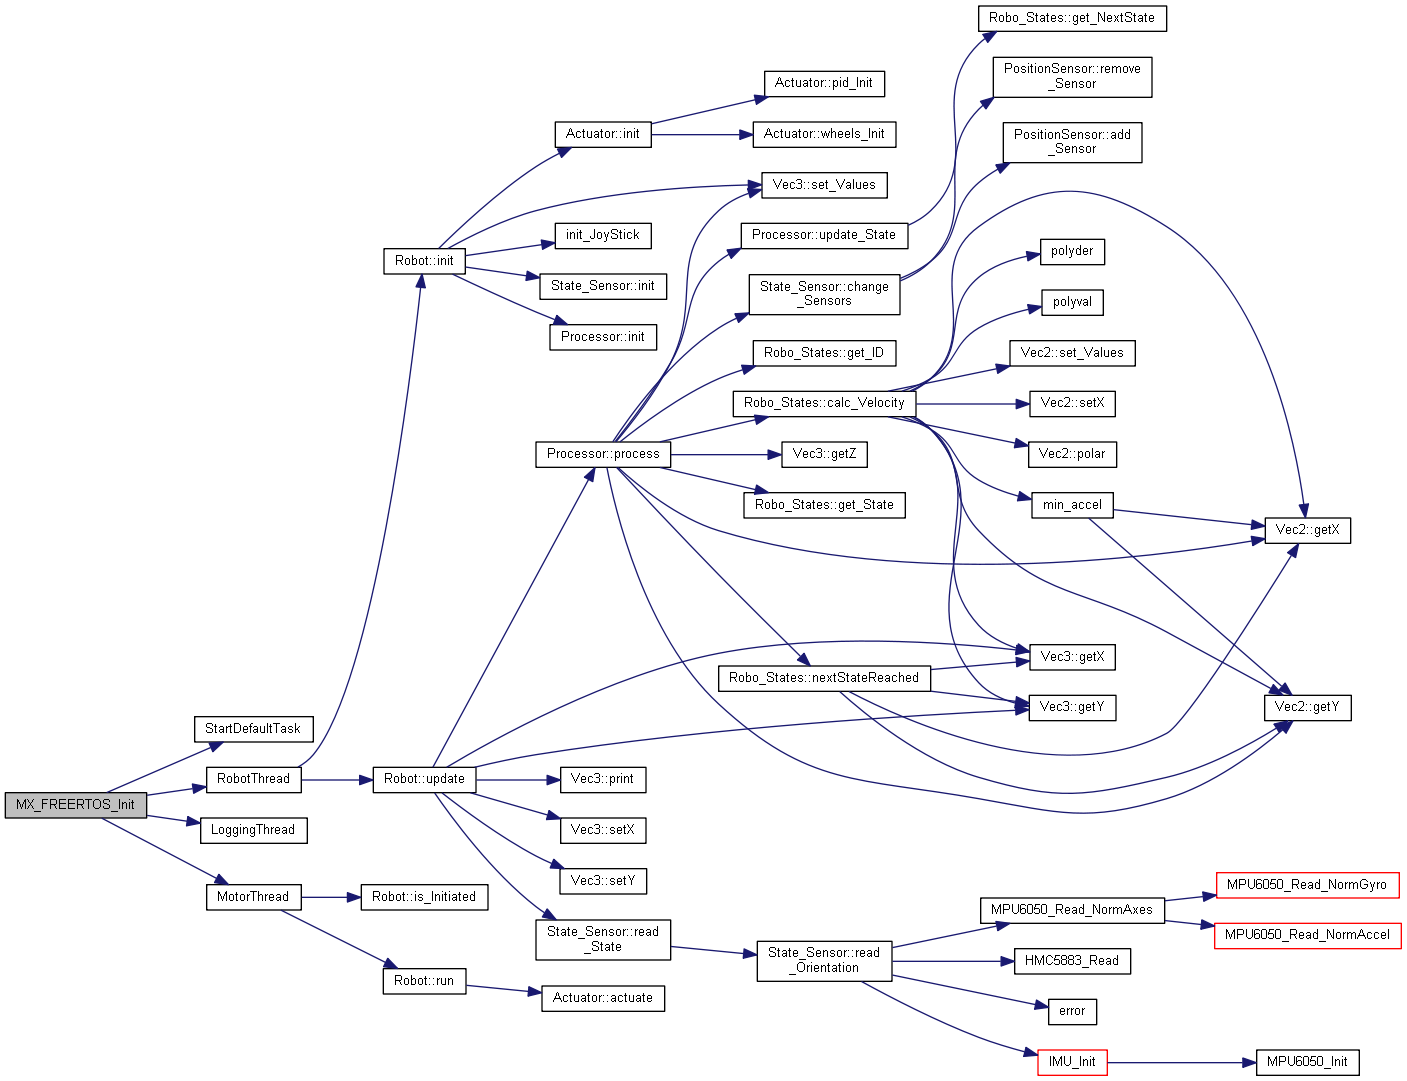 Robo_States::get_NextState
PositionSensor::remove
_Sensor
Actuator::pid_Init
Actuator::init
Actuator::wheels_Init
PositionSensor::add
_Sensor
Vec3::set_Values
init_JoyStick
Processor::update_State
Robot::init
polyder
State_Sensor::init
State_Sensor::change
_Sensors
polyval
Processor::init
Robo_States::get_ID
Vec2::set_Values
Robo_States::calc_Velocity
Vec2::setX
Processor::process
Vec3::getZ
Vec2::polar
Robo_States::get_State
min_accel
Vec2::getX
Vec3::getX
Robo_States::nextStateReached
Vec3::getY
Vec2::getY
StartDefaultTask
RobotThread
Robot::update
Vec3::print
MX_FREERTOS_Init
LoggingThread
Vec3::setX
Vec3::setY
MotorThread
Robot::is_Initiated
MPU6050_Read_NormGyro
MPU6050_Read_NormAxes
State_Sensor::read
_State
MPU6050_Read_NormAccel
State_Sensor::read
_Orientation
HMC5883_Read
Robot::run
Actuator::actuate
error
IMU_Init
MPU6050_Init